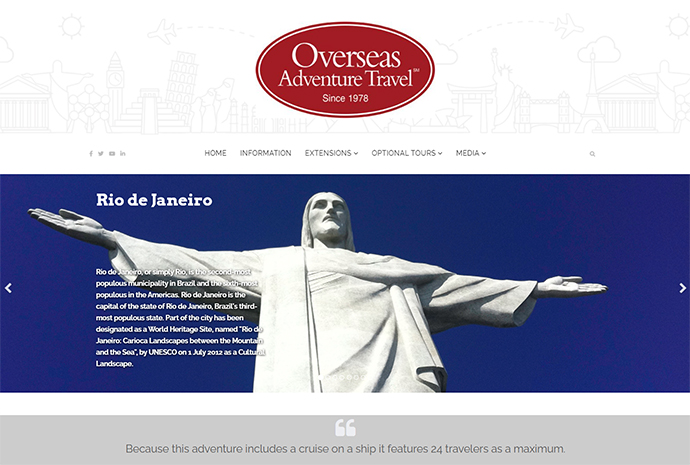 Overseas
Adventure Travel SM
Since 1978
HOME INFORMATION EXTENSIONS OPTIONAL TOURS MEDIA
Rio de Janeiro
Rio de Janeiro, or simply Rio, is the second-most
populous municipality in Brazil and the sixth-most
populous in the Americas. Rio de Janeiro is the
capital of the state of Rio de Janeiro, Brazil's third-
most populous state. Part of the city has been
designated as a World Heritage Site, named "Rio de
Janeiro: Carioca Landscapes between the Mountain
and the Sea", by UNESCO on 1 July 2012 as a Cultural
Landscape.
Because this adventure includes a cruise on a ship it features 24 travelers as a maximum.